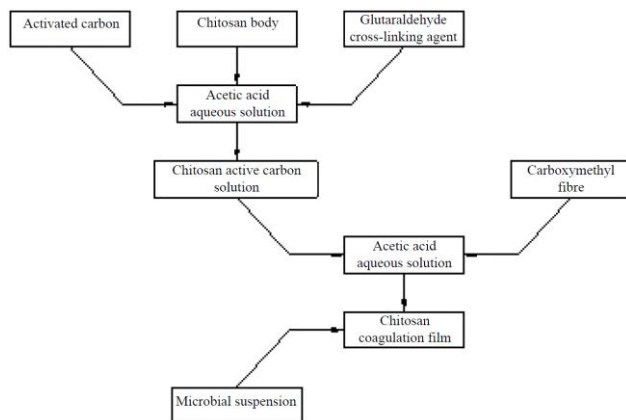 Activated carbon
Chitosan body
Glutaraldehyde
cross-linking agent
Acetic acid
aqueous solution
Chitosan active carbon
solution
Carboxymethyl
fibre
Acetic acid
aqueous solution
Chitosan
coagulation film
Microbial suspension